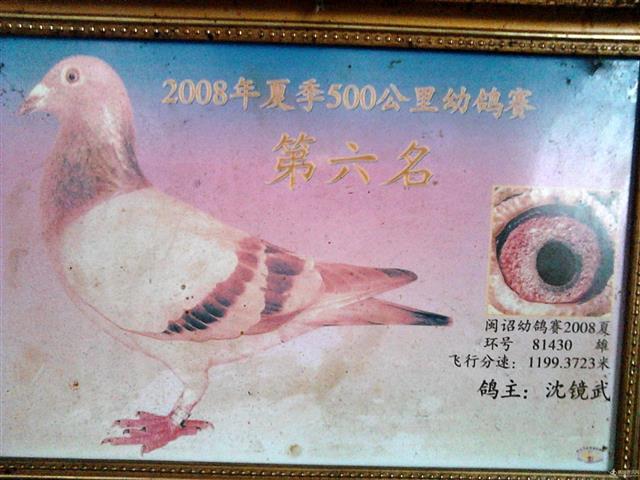 2008年夏季500公里幼鸽赛
第六名
闽诏幼鸽赛2008夏
环号 81430 雄
飞行分速：1199.3723米
鸽主：沈镜武